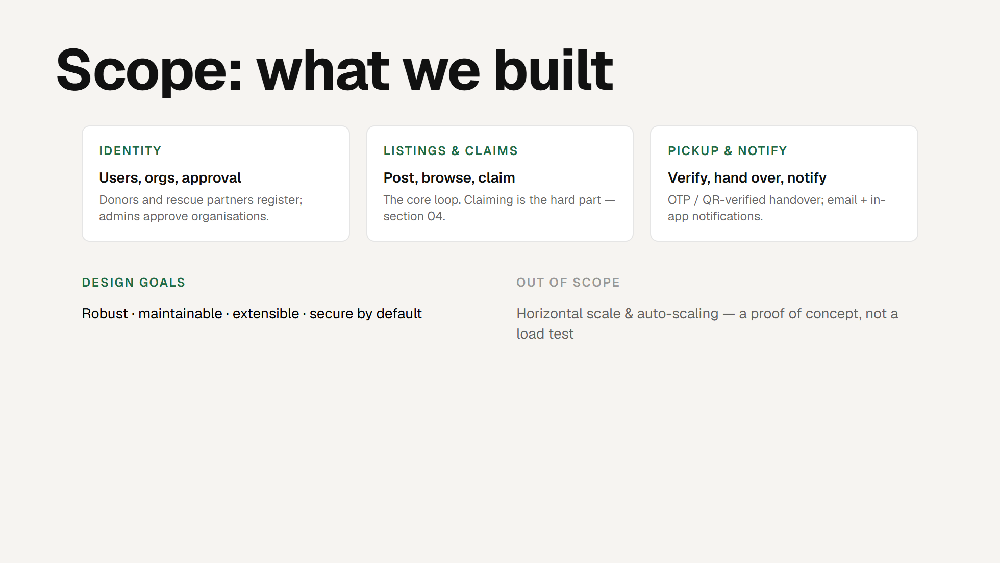 Scope: what we built
IDENTITY
Users, orgs, approval
Donors and rescue partners register;
admins approve organisations.
LISTINGS & CLAIMS
Post, browse, claim
The core loop. Claiming is the hard part —
section 04.
PICKUP & NOTIFY
Verify, hand over, notify
OTP / QR-verified handover; email + in-
app notifications.
DESIGN GOALS
Robust · maintainable · extensible · secure by default
OUT OF SCOPE
Horizontal scale & auto-scaling — a proof of concept, not a
load test